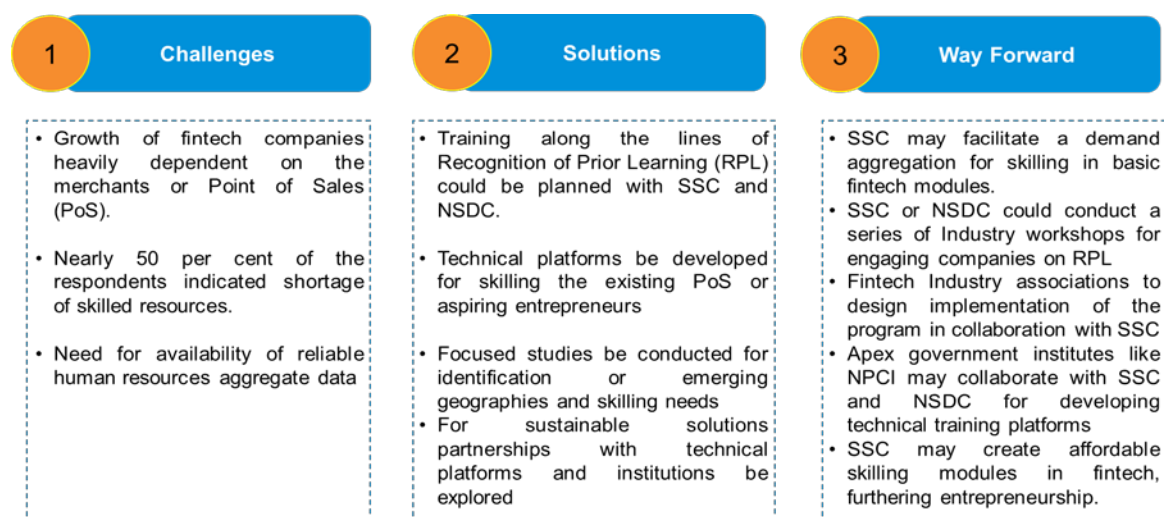 1
Challenges
• Growth of fintech companies
heavily dependent on the
merchants or Point of Sales
(PoS).
• Nearly 50 per cent of the
respondents indicated shortage
of skilled resources.
• Need for availability of reliable
human resources aggregate data
2
Solutions
• Training along the lines of
Recognition of Prior Learning (RPL)
could be planned with SSC and
NSDC.
• Technical platforms be developed
for skilling the existing PoS or
aspiring entrepreneurs
• Focused studies be conducted for
identification or emerging
geographies and skilling needs
• For sustainable solutions
partnerships with technical
platforms and institutions be
explored
3
Way Forward
• SSC may facilitate a demand
aggregation for skilling in basic
fintech modules.
• SSC or NSDC could conduct a
series of Industry workshops for
engaging companies on RPL
• Fintech Industry associations to
design implementation of the
program in collaboration with SSC
• Apex government institutes like
NPCI may collaborate with SSC
and NSDC for developing
technical training platforms
• SSC may create affordable
skilling modules in fintech,
furthering entrepreneurship.